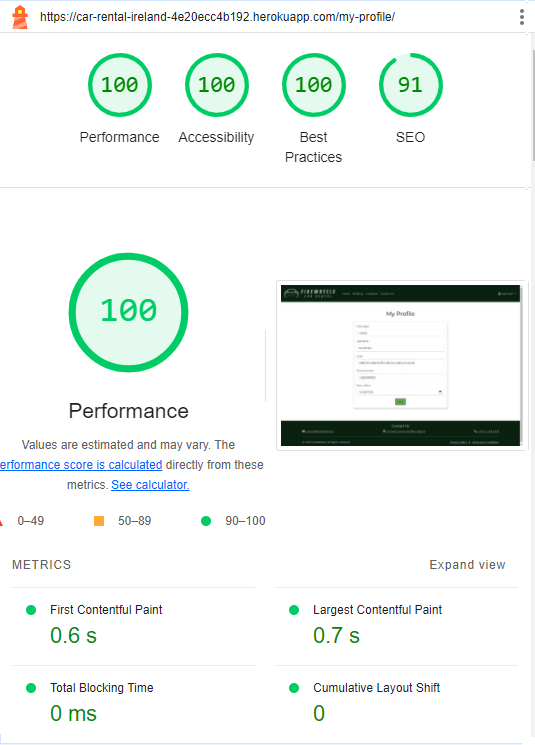 https://car-rental-ireland-4e20ecc4b192.herokuapp.com/my-profile/
100 100 100 91
Performance Accessibility Best Practices SEO
100
Performance
Values are estimated and may vary. The
erformance score is calculated directly from these
metrics. See calculator.
0–49 50–89 90–100
My Profile
Contact Us
METRICS Expand view
First Contentful Paint
0.6 s
Largest Contentful Paint
0.7 s
Total Blocking Time
0 ms
Cumulative Layout Shift
0